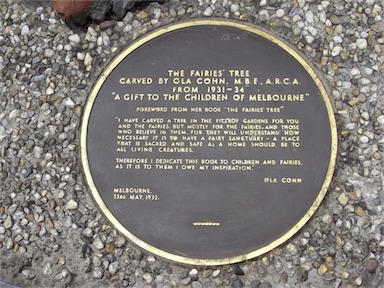 THE FAIRIES' TREE
CARVED BY OLA COHN, M.B.E., A.R.C.A.
FROM 1931-34
"A GIFT TO THE CHILDREN OF MELBOURNE"
FOREWORD FROM HER BOOK "THE FAIRIES' TREE"
"I HAVE CARVED A TREE IN THE FITZROY GARDENS FOR YOU
AND THE FAIRIES, BUT MOSTLY FOR THE FAIRIES, AND THOSE
WHO BELIEVE IN THEM, FOR THEY WILL UNDERSTAND HOW
NECESSARY IT IS TO HAVE A FAIRY SANCTUARY - A PLACE
THAT IS SACRED AND SAFE AS A HOME SHOULD BE TO
ALL LIVING CREATURES.
THEREFORE I DEDICATE THIS BOOK TO CHILDREN AND FAIRIES,
AS IT IS TO THEM I OWE MY INSPIRATION."
OLA COHN
MELBOURNE,
23RD MAY, 1932.